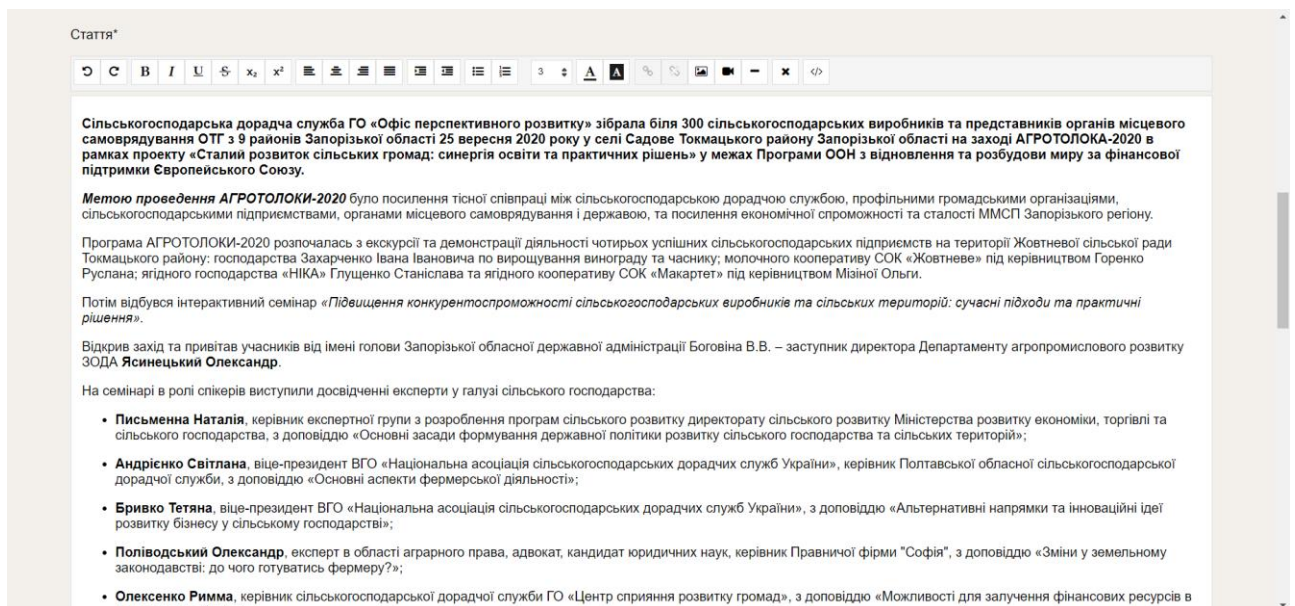 Стаття*
B I U S x₂ x² 3 A A </>
Сільськогосподарська дорадча служба ГО «Офіс перспективного розвитку» зібрала біля 300 сільськогосподарських виробників та представників органів місцевого
самоврядування ОТГ з 9 районів Запорізької області 25 вересня 2020 року у селі Садове Токмацького району Запорізької області на заході АГРОТОЛОКА-2020 в
рамках проекту «Сталий розвиток сільських громад: синергія освіти та практичних рішень» у межах Програми ООН з відновлення та розбудови миру за фінансової
підтримки Європейського Союзу.
Метою проведення АГРОТОЛОКИ-2020 було посилення тісної співпраці між сільськогосподарською дорадчою службою, профільними громадськими організаціями,
сільськогосподарськими підприємствами, органами місцевого самоврядування і державою, та посилення економічної спроможності та сталості ММСП Запорізького регіону.
Програма АГРОТОЛОКИ-2020 розпочалась з екскурсії та демонстрації діяльності чотирьох успішних сільськогосподарських підприємств на території Жовтневої сільської ради
Токмацького району: господарства Захарченко Івана Івановича по вирощування винограду та часнику; молочного кооперативу СОК «Жовтневе» під керівництвом Горенко
Руслана; ягідного господарства «НІКА» Глущенко Станіслава та ягідного кооперативу СОК «Макартет» під керівництвом Мізіної Ольги.
Потім відбувся інтерактивний семінар «Підвищення конкурентоспроможності сільськогосподарських виробників та сільських територій: сучасні підходи та практичні
рішення».
Відкрив захід та привітав учасників від імені голови Запорізької обласної державної адміністрації Боговіна В.В. – заступник директора Департаменту агропромислового розвитку
ЗОДА Ясинецький Олександр.
На семінарі в ролі спікерів виступили досвідченні експерти у галузі сільського господарства:
• Письменна Наталія, керівник експертної групи з розроблення програм сільського розвитку директорату сільського розвитку Міністерства розвитку економіки, торгівлі та
сільського господарства, з доповіддю «Основні засади формування державної політики розвитку сільського господарства та сільських територій»;
• Андрієнко Світлана, віце-президент ВГО «Національна асоціація сільськогосподарських дорадчих служб України», керівник Полтавської обласної сільськогосподарської
дорадчої служби, з доповіддю «Основні аспекти фермерської діяльності»;
• Бривко Тетяна, віце-президент ВГО «Національна асоціація сільськогосподарських дорадчих служб України», з доповіддю «Альтернативні напрямки та інноваційні ідеї
розвитку бізнесу у сільському господарстві»;
• Поліводський Олександр, експерт в області аграрного права, адвокат, кандидат юридичних наук, керівник Правничої фірми "Софія", з доповіддю «Зміни у земельному
законодавстві: до чого готуватись фермеру?»;
• Олексенко Римма, керівник сільськогосподарської дорадчої служби ГО «Центр сприяння розвитку громад», з доповіддю «Можливості для залучення фінансових ресурсів в